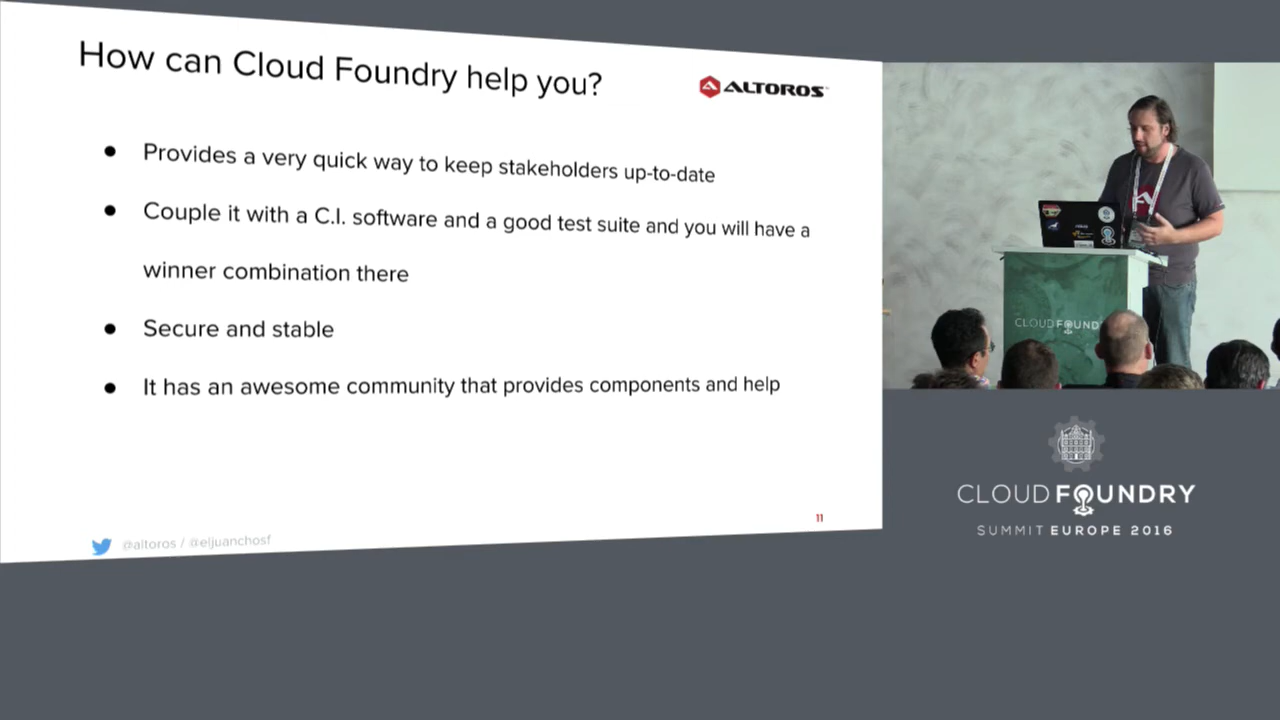 How can Cloud Foundry help you?
ALTOROS
● Provides a very quick way to keep stakeholders up-to-date
● Couple it with a C.I. software and a good test suite and you will have a
winner combination there
● Secure and stable
● It has an awesome community that provides components and help
11
@altoros / @eljuanchosf
CLOUD FOUND
CLOUD FOUNDRY
SUMMIT EUROPE 2016